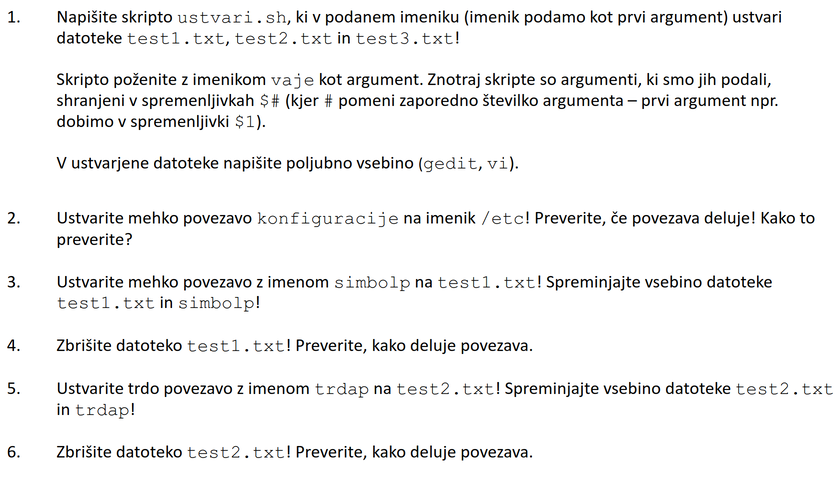 1. Napišite skripto ustvari.sh, ki v podanem imeniku (imenik podamo kot prvi argument) ustvari
datoteke test1.txt, test2.txt in test3.txt!
Skripto poženite z imenikom vaje kot argument. Znotraj skripte so argumenti, ki smo jih podali,
shranjeni v spremenljivkah $# (kjer # pomeni zaporedno številko argumenta – prvi argument npr.
dobimo v spremenljivki $1).
V ustvarjene datoteke napišite poljubno vsebino (gedit, vi).
2. Ustvarite mehko povezavo konfiguracije na imenik /etc! Preverite, če povezava deluje! Kako to
preverite?
3. Ustvarite mehko povezavo z imenom simbolp na test1.txt! Spreminjajte vsebino datoteke
test1.txt in simbolp!
4. Zbrišite datoteko test1.txt! Preverite, kako deluje povezava.
5. Ustvarite trdo povezavo z imenom trdap na test2.txt! Spreminjajte vsebino datoteke test2.txt
in trdap!
6. Zbrišite datoteko test2.txt! Preverite, kako deluje povezava.